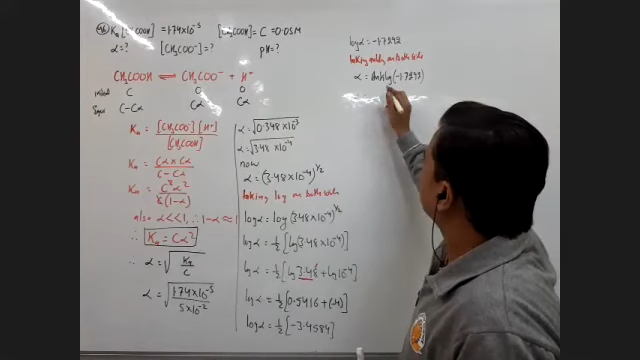 Ka [CH₃COOH] = 1.74×10⁻⁵ [CH₃COOH] = C = 0.05M
α = ? [CH₃COO⁻] = ? pH = ?
CH₃COOH ⇌ CH₃COO⁻ + H⁺
initial C 0 0
Equi C-Cα Cα Cα
Ka = [CH₃COO⁻][H⁺] / [CH₃COOH]
Ka = Cα × Cα / C-Cα
Ka = C²α² / C(1-α)
also α<<1, ∴ 1-α ≈ 1
∴ Ka = Cα²
∴ α = √(Ka / C)
α = √(1.74×10⁻⁵ / 5×10⁻²)
α = √0.348×10⁻³
α = √3.48×10⁻⁴
now
α = (3.48×10⁻⁴)^1/2
taking log on both side
logα = log (3.48×10⁻⁴)^1/2
logα = 1/2 [log(3.48×10⁻⁴)]
logα = 1/2 [log 3.48 + log 10⁻⁴]
logα = 1/2 [0.5416 + (-4)]
logα = 1/2 [-3.4584]
logα = -1.7292
taking antilog on both side
α = Antilog (-1.7292)